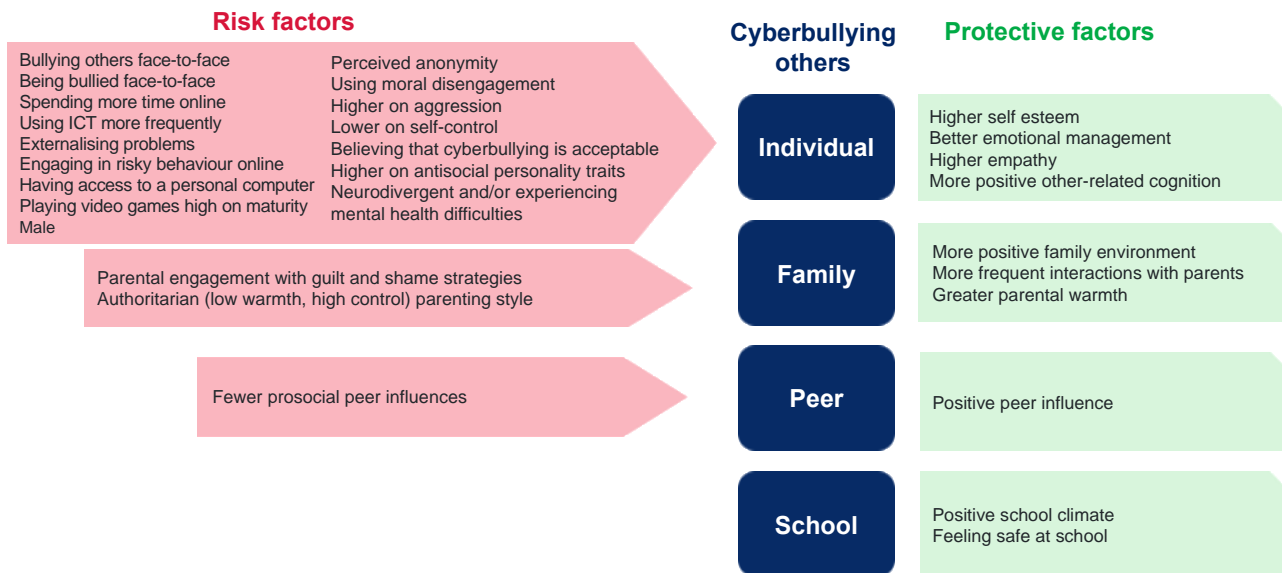 Risk factors
Cyberbullying
others
Protective factors
Bullying others face-to-face
Being bullied face-to-face
Spending more time online
Using ICT more frequently
Externalising problems
Engaging in risky behaviour online
Having access to a personal computer
Playing video games high on maturity
Male
Perceived anonymity
Using moral disengagement
Higher on aggression
Lower on self-control
Believing that cyberbullying is acceptable
Higher on antisocial personality traits
Neurodivergent and/or experiencing
mental health difficulties
Individual
Higher self esteem
Better emotional management
Higher empathy
More positive other-related cognition
Parental engagement with guilt and shame strategies
Authoritarian (low warmth, high control) parenting style
Family
More positive family environment
More frequent interactions with parents
Greater parental warmth
Fewer prosocial peer influences
Peer
Positive peer influence
School
Positive school climate
Feeling safe at school